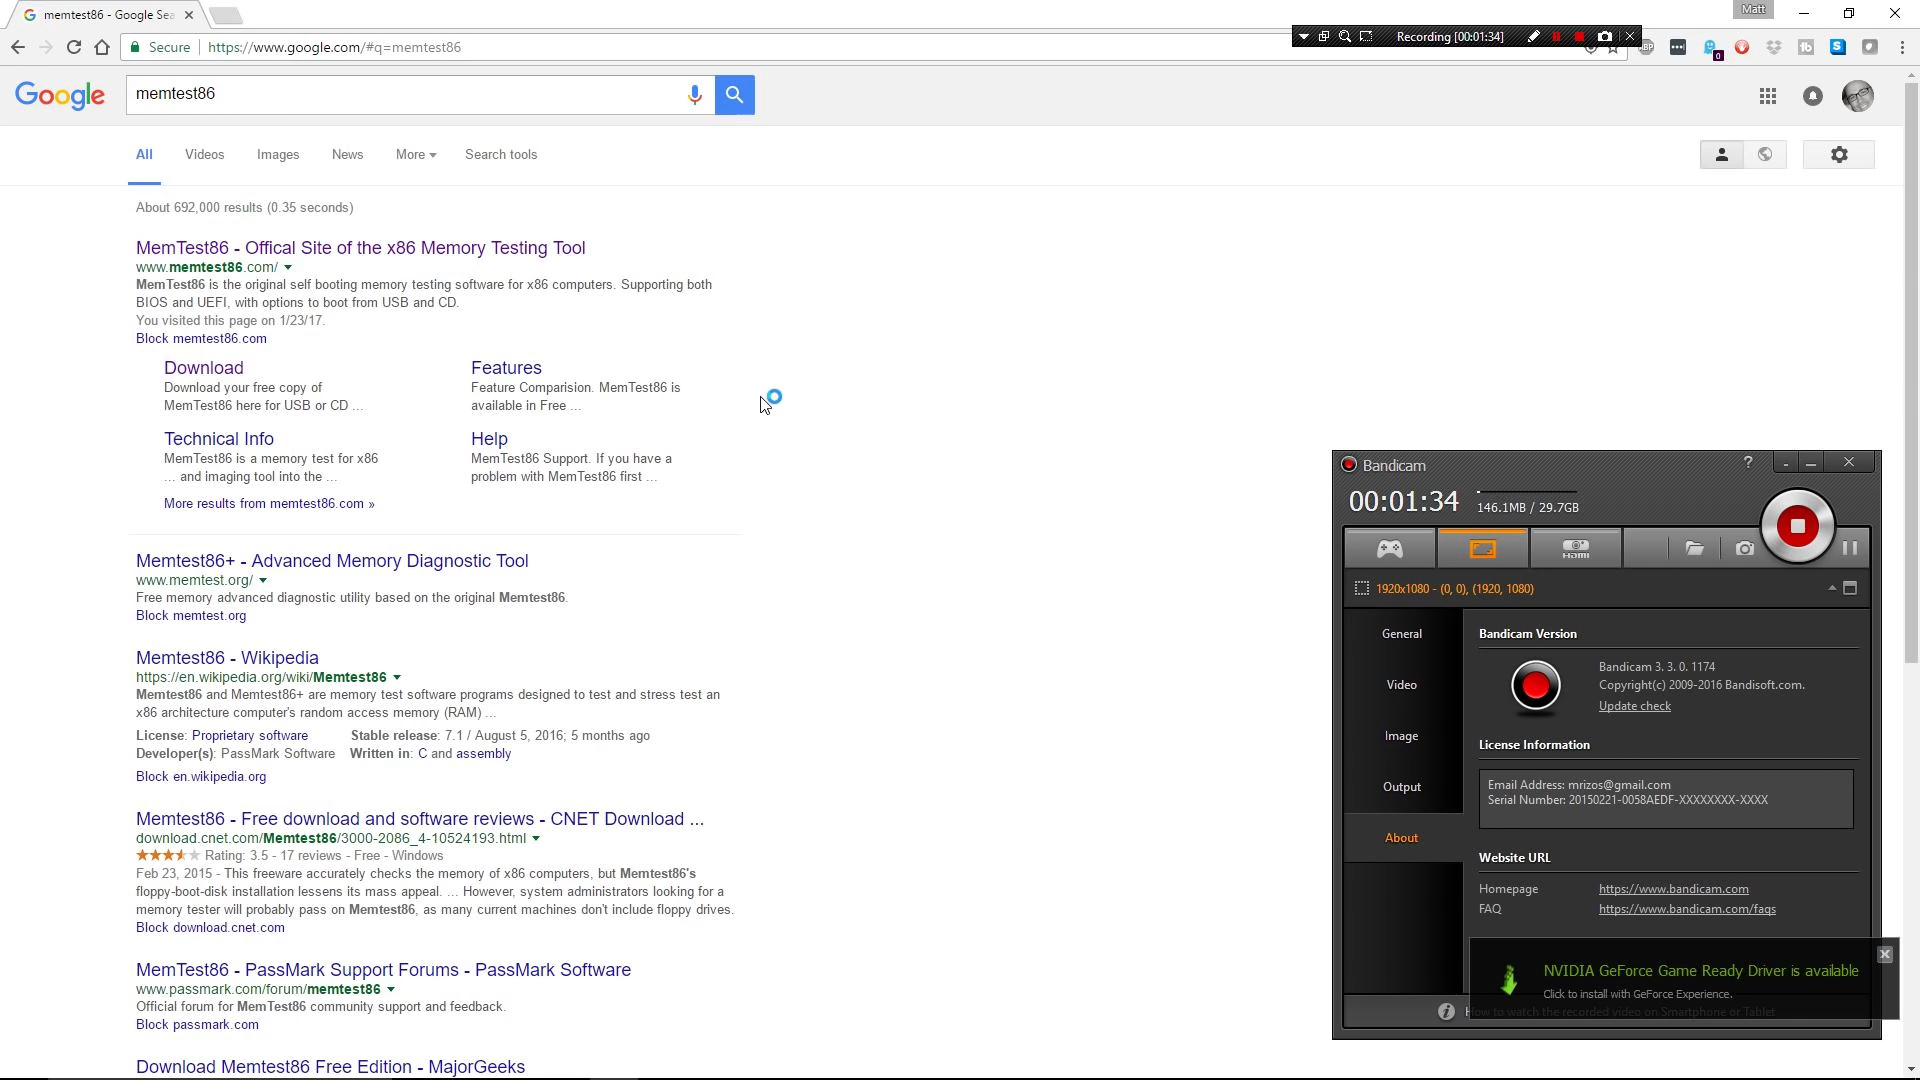 memtest86 - Google Sea
Matt
Secure
https://www.google.com/#q=memtest86
Recording [00:01:34]
ABP
0
Google
memtest86
All
Videos
Images
News
More
Search tools
About 692,000 results (0.35 seconds)
MemTest86 - Offical Site of the x86 Memory Testing Tool
www.memtest86.com/
MemTest86 is the original self booting memory testing software for x86 computers. Supporting both
BIOS and UEFI, with options to boot from USB and CD.
You visited this page on 1/23/17.
Block memtest86.com
Download
Download your free copy of
MemTest86 here for USB or CD ...
Features
Feature Comparision. MemTest86 is
available in Free ...
Technical Info
MemTest86 is a memory test for x86
... and imaging tool into the ...
Help
MemTest86 Support. If you have a
problem with MemTest86 first ...
More results from memtest86.com »
Memtest86+ - Advanced Memory Diagnostic Tool
www.memtest.org/
Free memory advanced diagnostic utility based on the original Memtest86.
Block memtest.org
Memtest86 - Wikipedia
https://en.wikipedia.org/wiki/Memtest86
Memtest86 and Memtest86+ are memory test software programs designed to test and stress test an
x86 architecture computer's random access memory (RAM) ...
License: Proprietary software
Stable release: 7.1 / August 5, 2016; 5 months ago
Developer(s): PassMark Software
Written in: C and assembly
Block en.wikipedia.org
Memtest86 - Free download and software reviews - CNET Download ...
download.cnet.com/Memtest86/3000-2086_4-10524193.html
Rating: 3.5 - 17 reviews - Free - Windows
Feb 23, 2015 - This freeware accurately checks the memory of x86 computers, but Memtest86's
floppy-boot-disk installation lessens its mass appeal. ... However, system administrators looking for a
memory tester will probably pass on Memtest86, as many current machines don't include floppy drives.
Block download.cnet.com
MemTest86 - PassMark Support Forums - PassMark Software
www.passmark.com/forum/memtest86
Official forum for MemTest86 community support and feedback.
Block passmark.com
Download Memtest86 Free Edition - MajorGeeks
Bandicam
00:01:34
146.1MB / 29.7GB
HDMI
1920x1080 - (0, 0), (1920, 1080)
General
Video
Image
Output
About
Bandicam Version
Bandicam 3. 3. 0. 1174
Copyright(c) 2009-2016 Bandisoft.com.
Update check
License Information
Email Address: mrizos@gmail.com
Serial Number: 20150221-0058AEDF-XXXXXXXX-XXXX
Website URL
Homepage
https://www.bandicam.com
FAQ
https://www.bandicam.com/faqs
NVIDIA GeForce Game Ready Driver is available
Click to install with GeForce Experience.
How to watch the recorded video on Smartphone or Tablet